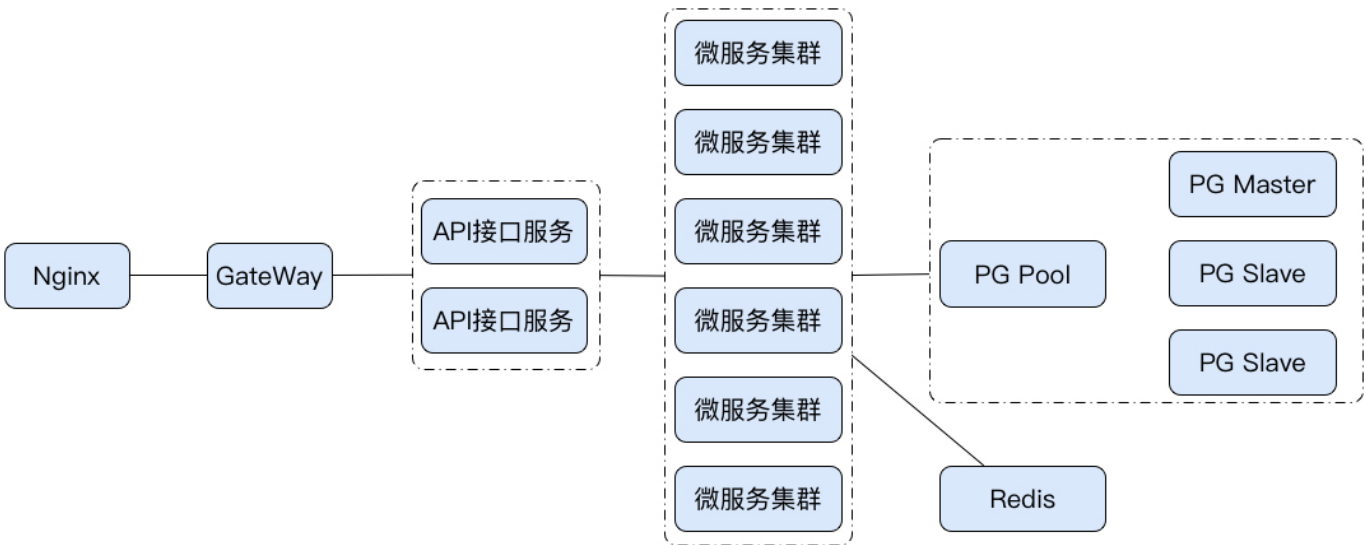 Nginx
GateWay
API接口服务
API接口服务
微服务集群
微服务集群
微服务集群
微服务集群
微服务集群
微服务集群
PG Pool
PG Master
PG Slave
PG Slave
Redis